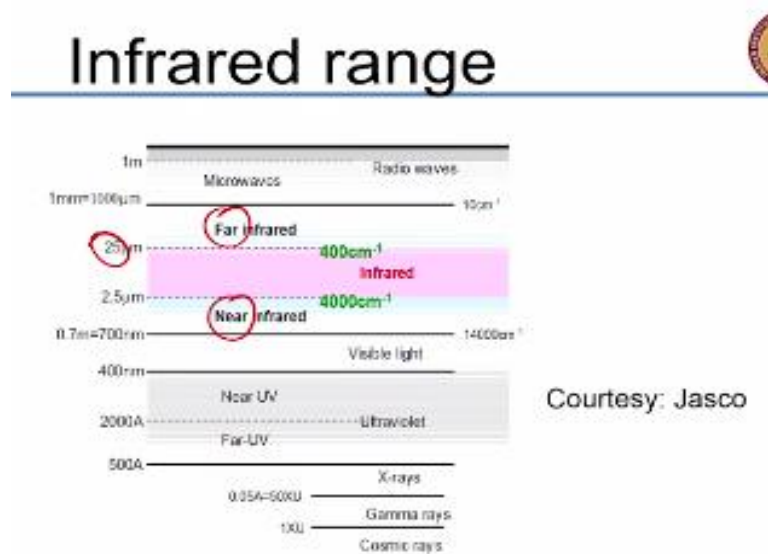 Infrared range
1m
Radio waves
Microwaves
1mm=1000µm
10cm⁻¹
Far infrared
25µm
400cm⁻¹
Infrared
2.5µm
4000cm⁻¹
Near infrared
0.7m=700nm
14000cm⁻¹
Visible light
400nm
Near UV
Courtesy: Jasco
2000A
Ultraviolet
Far-UV
500A
X-rays
0.05A=50XU
Gamma rays
1XU
Cosmic rays